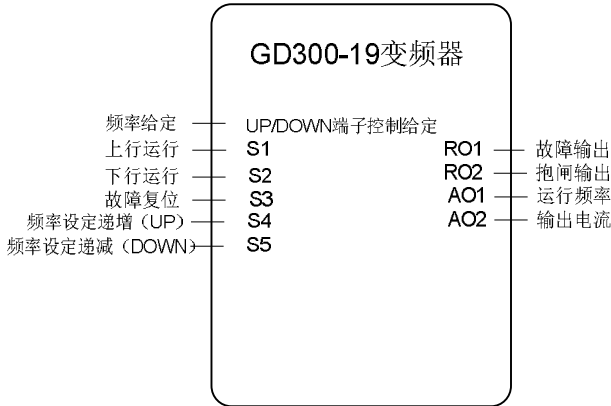 GD300-19变频器
频率给定 UP/DOWN端子控制给定
上行运行 S1 RO1 故障输出
下行运行 S2 RO2 抱闸输出
故障复位 S3 AO1 运行频率
频率设定递增（UP） S4 AO2 输出电流
频率设定递减（DOWN） S5